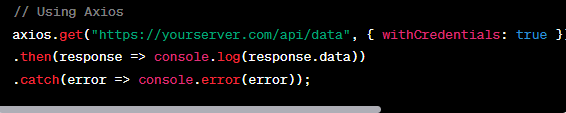 // Using Axios
axios.get("https://yourserver.com/api/data", { withCredentials: true })
.then(response => console.log(response.data))
.catch(error => console.error(error));